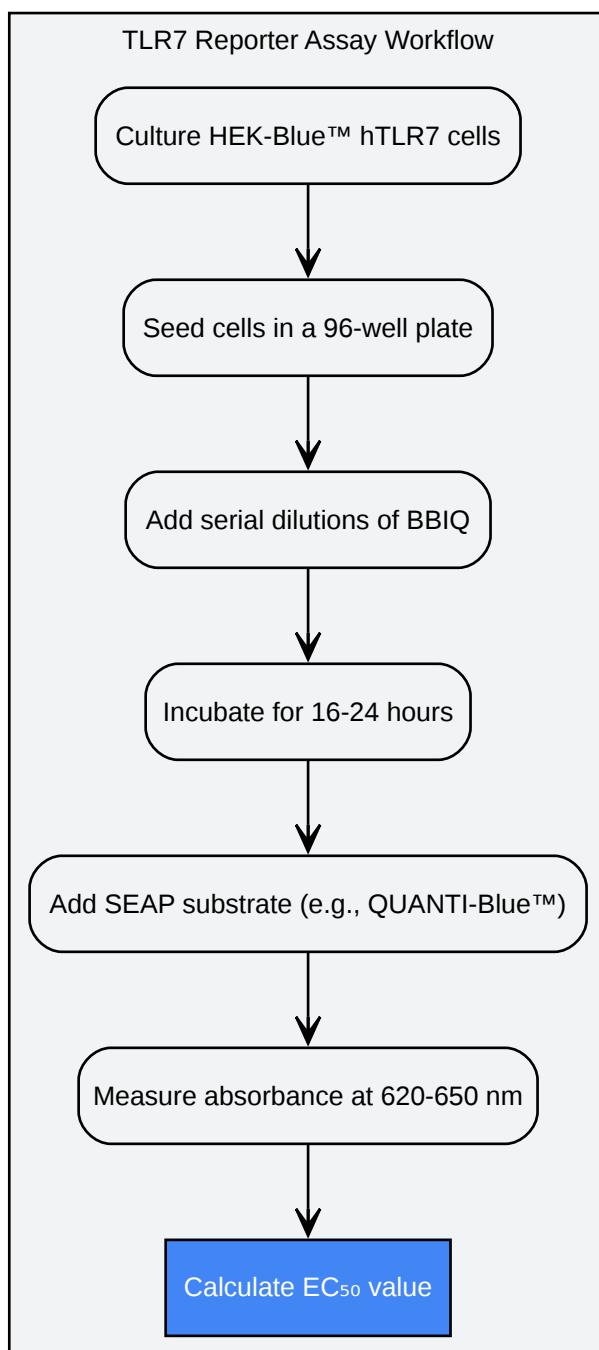 TLR7 Reporter Assay Workflow
Culture HEK-Blue™ hTLR7 cells
Seed cells in a 96-well plate
Add serial dilutions of BBIQ
Incubate for 16-24 hours
Add SEAP substrate (e.g., QUANTI-Blue™)
Measure absorbance at 620-650 nm
Calculate EC₅₀ value